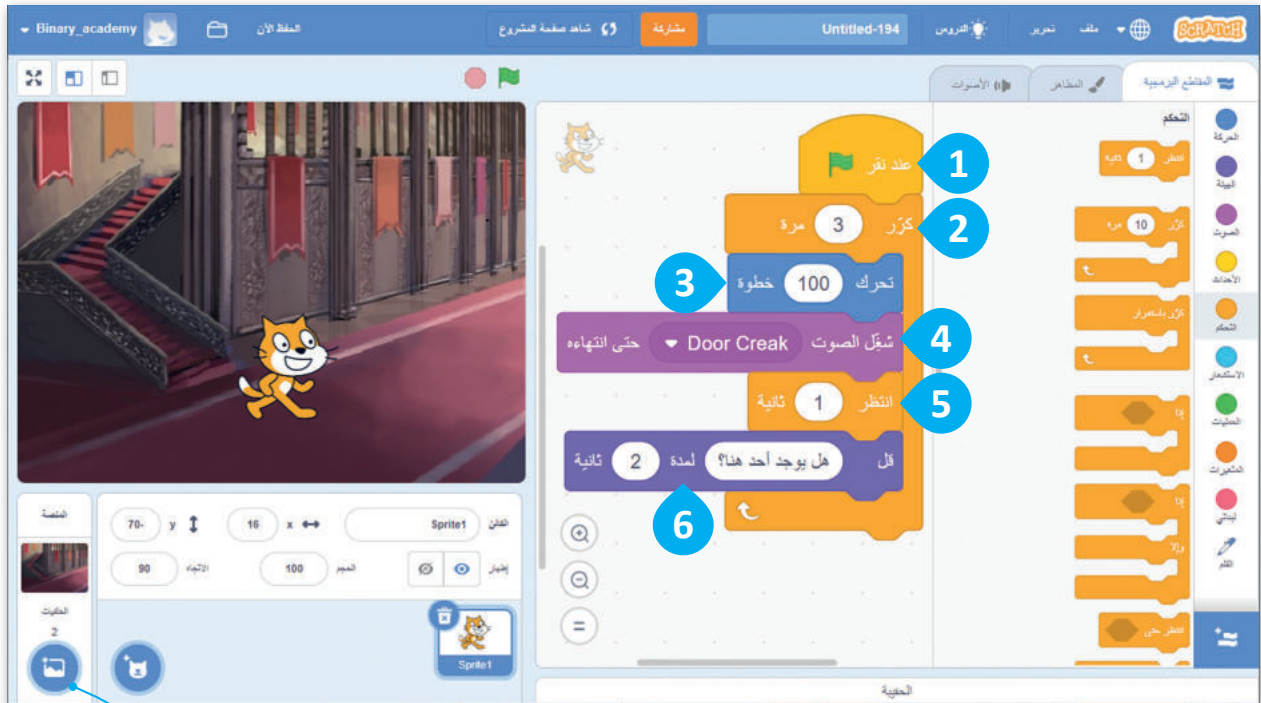 SCRATCH
ملف
تحرير
الدروس
Untitled-194
مشاركة
شاهد صفحة المشروع
الحفظ الآن
Binary_academy
المقاطع البرمجية
المظاهر
الأصوات
الحركة
الهيئة
الصوت
الأحداث
التحكم
الاستشعار
العمليات
المتغيرات
لبناتي
القلم
التحكم
انتظر 1 ثانية
كرّر 10 مرة
كرّر باستمرار
إذا
إذا
وإلا
انتظر حتى
عند نقر
1
كرّر 3 مرة
2
تحرك 100 خطوة
3
شغّل الصوت Door Creak حتى انتهاءه
4
انتظر 1 ثانية
5
قل هل يوجد أحد هنا؟ لمدة 2 ثانية
6
الحقيبة
الكائن Sprite1
x 16
y 70-
إظهار
الحجم 100
الاتجاه 90
Sprite1
المنصة
الخلفيات
2